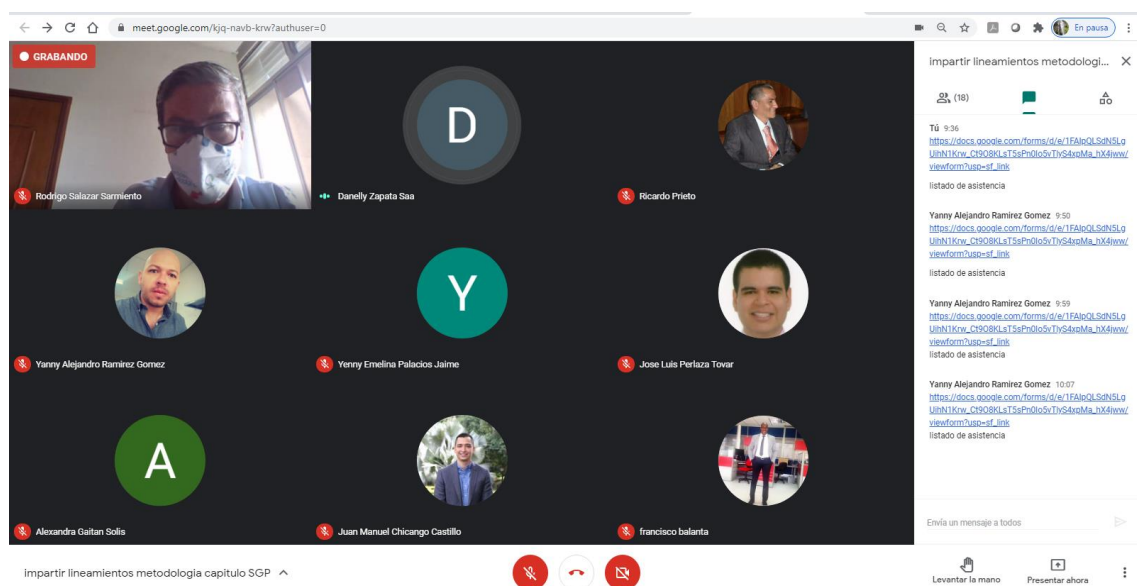 meet.google.com/kjq-navb-krw?authuser=0
En pausa
GRABANDO
Rodrigo Salazar Sarmiento
D
Danelly Zapata Saa
Ricardo Prieto
Yanny Alejandro Ramirez Gomez
Y
Yenny Emelina Palacios Jaime
Jose Luis Perlaza Tovar
A
Alexandra Gaitan Solis
Juan Manuel Chicango Castillo
francisco balanta
impartir lineamientos metodologi...
(18)
Tú 9:36
https://docs.google.com/forms/d/e/1FAIpQLSdN5Lg
UihN1Krw_Ct9O8KLsT5sPn0Io5vTlyS4xpMa_hX4jww/
viewform?usp=sf_link
listado de asistencia
Yanny Alejandro Ramirez Gomez 9:50
https://docs.google.com/forms/d/e/1FAIpQLSdN5Lg
UihN1Krw_Ct9O8KLsT5sPn0Io5vTlyS4xpMa_hX4jww/
viewform?usp=sf_link
listado de asistencia
Yanny Alejandro Ramirez Gomez 9:59
https://docs.google.com/forms/d/e/1FAIpQLSdN5Lg
UihN1Krw_Ct9O8KLsT5sPn0Io5vTlyS4xpMa_hX4jww/
viewform?usp=sf_link
listado de asistencia
Yanny Alejandro Ramirez Gomez 10:07
https://docs.google.com/forms/d/e/1FAIpQLSdN5Lg
UihN1Krw_Ct9O8KLsT5sPn0Io5vTlyS4xpMa_hX4jww/
viewform?usp=sf_link
listado de asistencia
Envía un mensaje a todos
impartir lineamientos metodologia capitulo SGP
Levantar la mano
Presentar ahora